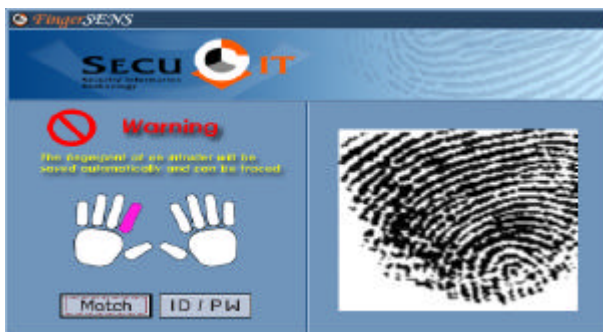 FingerSENS
SECU IT
Security Information
Technology
Warning
The fingerprint of an intruder will be
saved automatically and can be traced
Match
ID / PW